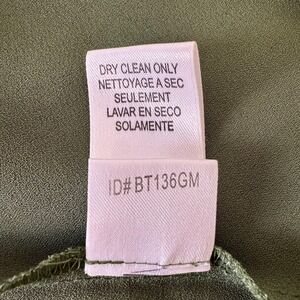 DRY CLEAN ONLY
NETTOYAGE A SEC
SEULEMENT
LAVAR EN SECO
SOLAMENTE
ID# BT136GM